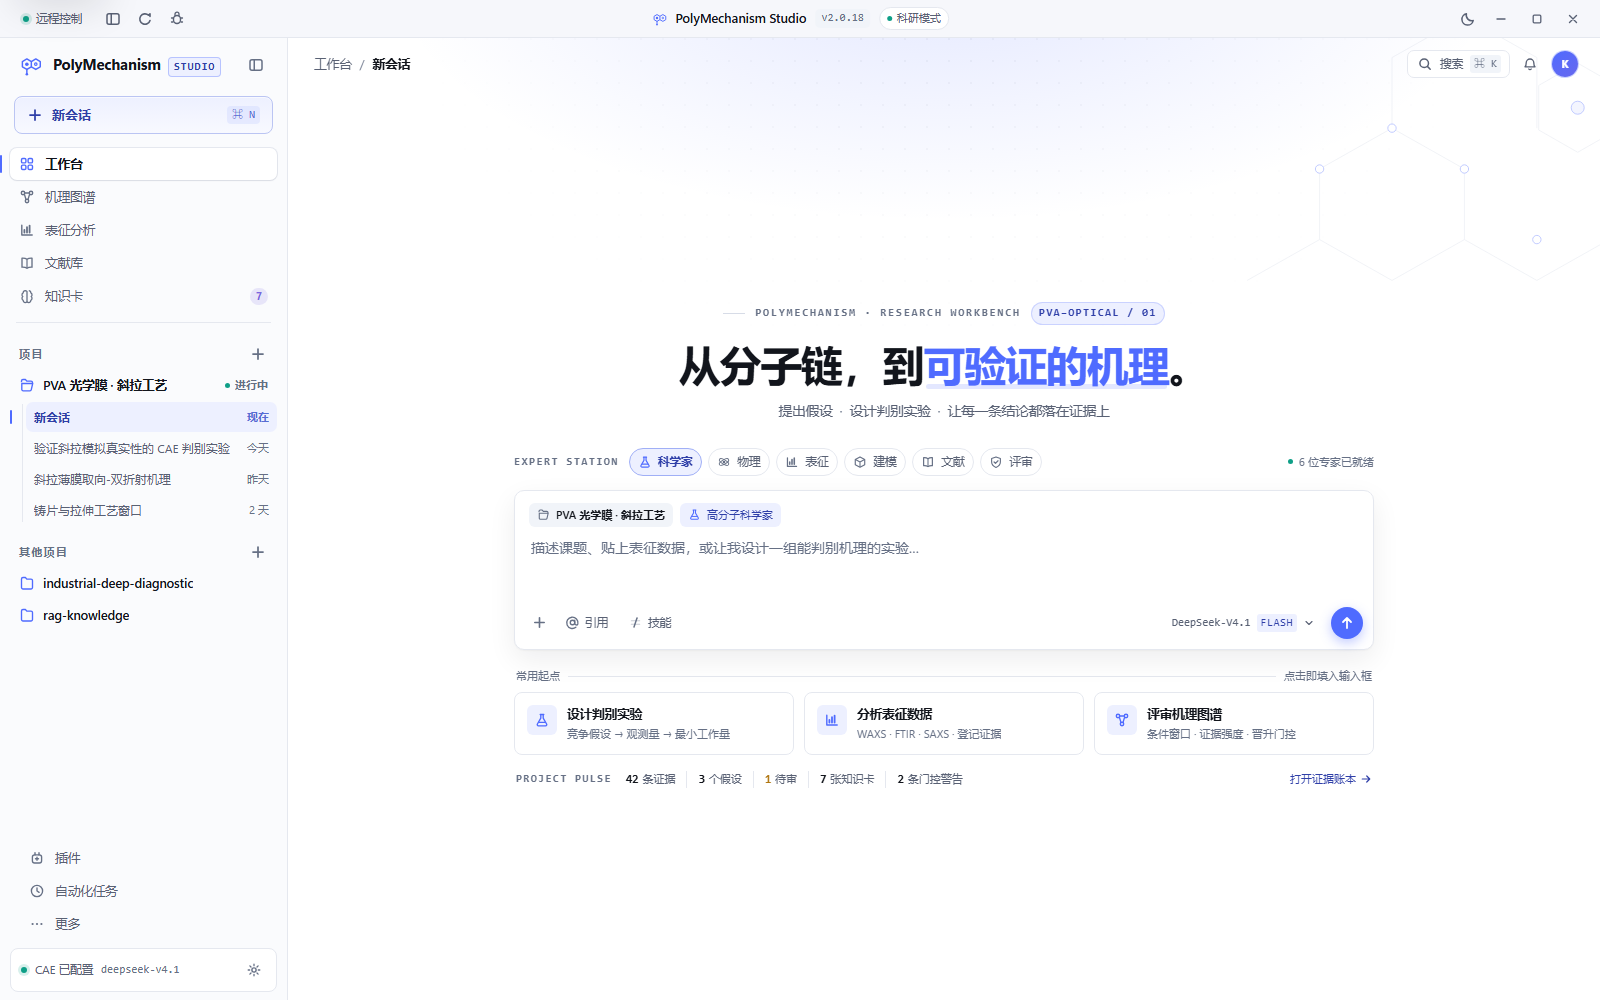 远程控制
PolyMechanism Studio v2.0.18 科研模式
PolyMechanism STUDIO
新会话 ⌘ N
工作台
机理图谱
表征分析
文献库
知识卡 7
项目
PVA 光学膜 · 斜拉工艺 进行中
新会话 现在
验证斜拉模拟真实性的 CAE 判别实验 今天
斜拉薄膜取向-双折射机理 昨天
铸片与拉伸工艺窗口 2 天
其他项目
industrial-deep-diagnostic
rag-knowledge
插件
自动化任务
更多
CAE 已配置 deepseek-v4.1
工作台 / 新会话
搜索 ⌘ K
K
POLYMECHANISM · RESEARCH WORKBENCH PVA-OPTICAL / 01
从分子链，到可验证的机理。
提出假设 · 设计判别实验 · 让每一条结论都落在证据上
EXPERT STATION 科学家 物理 表征 建模 文献 评审 6 位专家已就绪
PVA 光学膜 · 斜拉工艺 高分子科学家
描述课题、贴上表征数据，或让我设计一组能判别机理的实验...
引用 技能 DeepSeek-V4.1 FLASH
常用起点 点击即填入输入框
设计判别实验
竞争假设 → 观测量 → 最小工作量
分析表征数据
WAXS · FTIR · SAXS · 登记证据
评审机理图谱
条件窗口 · 证据强度 · 晋升门控
PROJECT PULSE 42 条证据 3 个假设 1 待审 7 张知识卡 2 条门控警告 打开证据账本 →